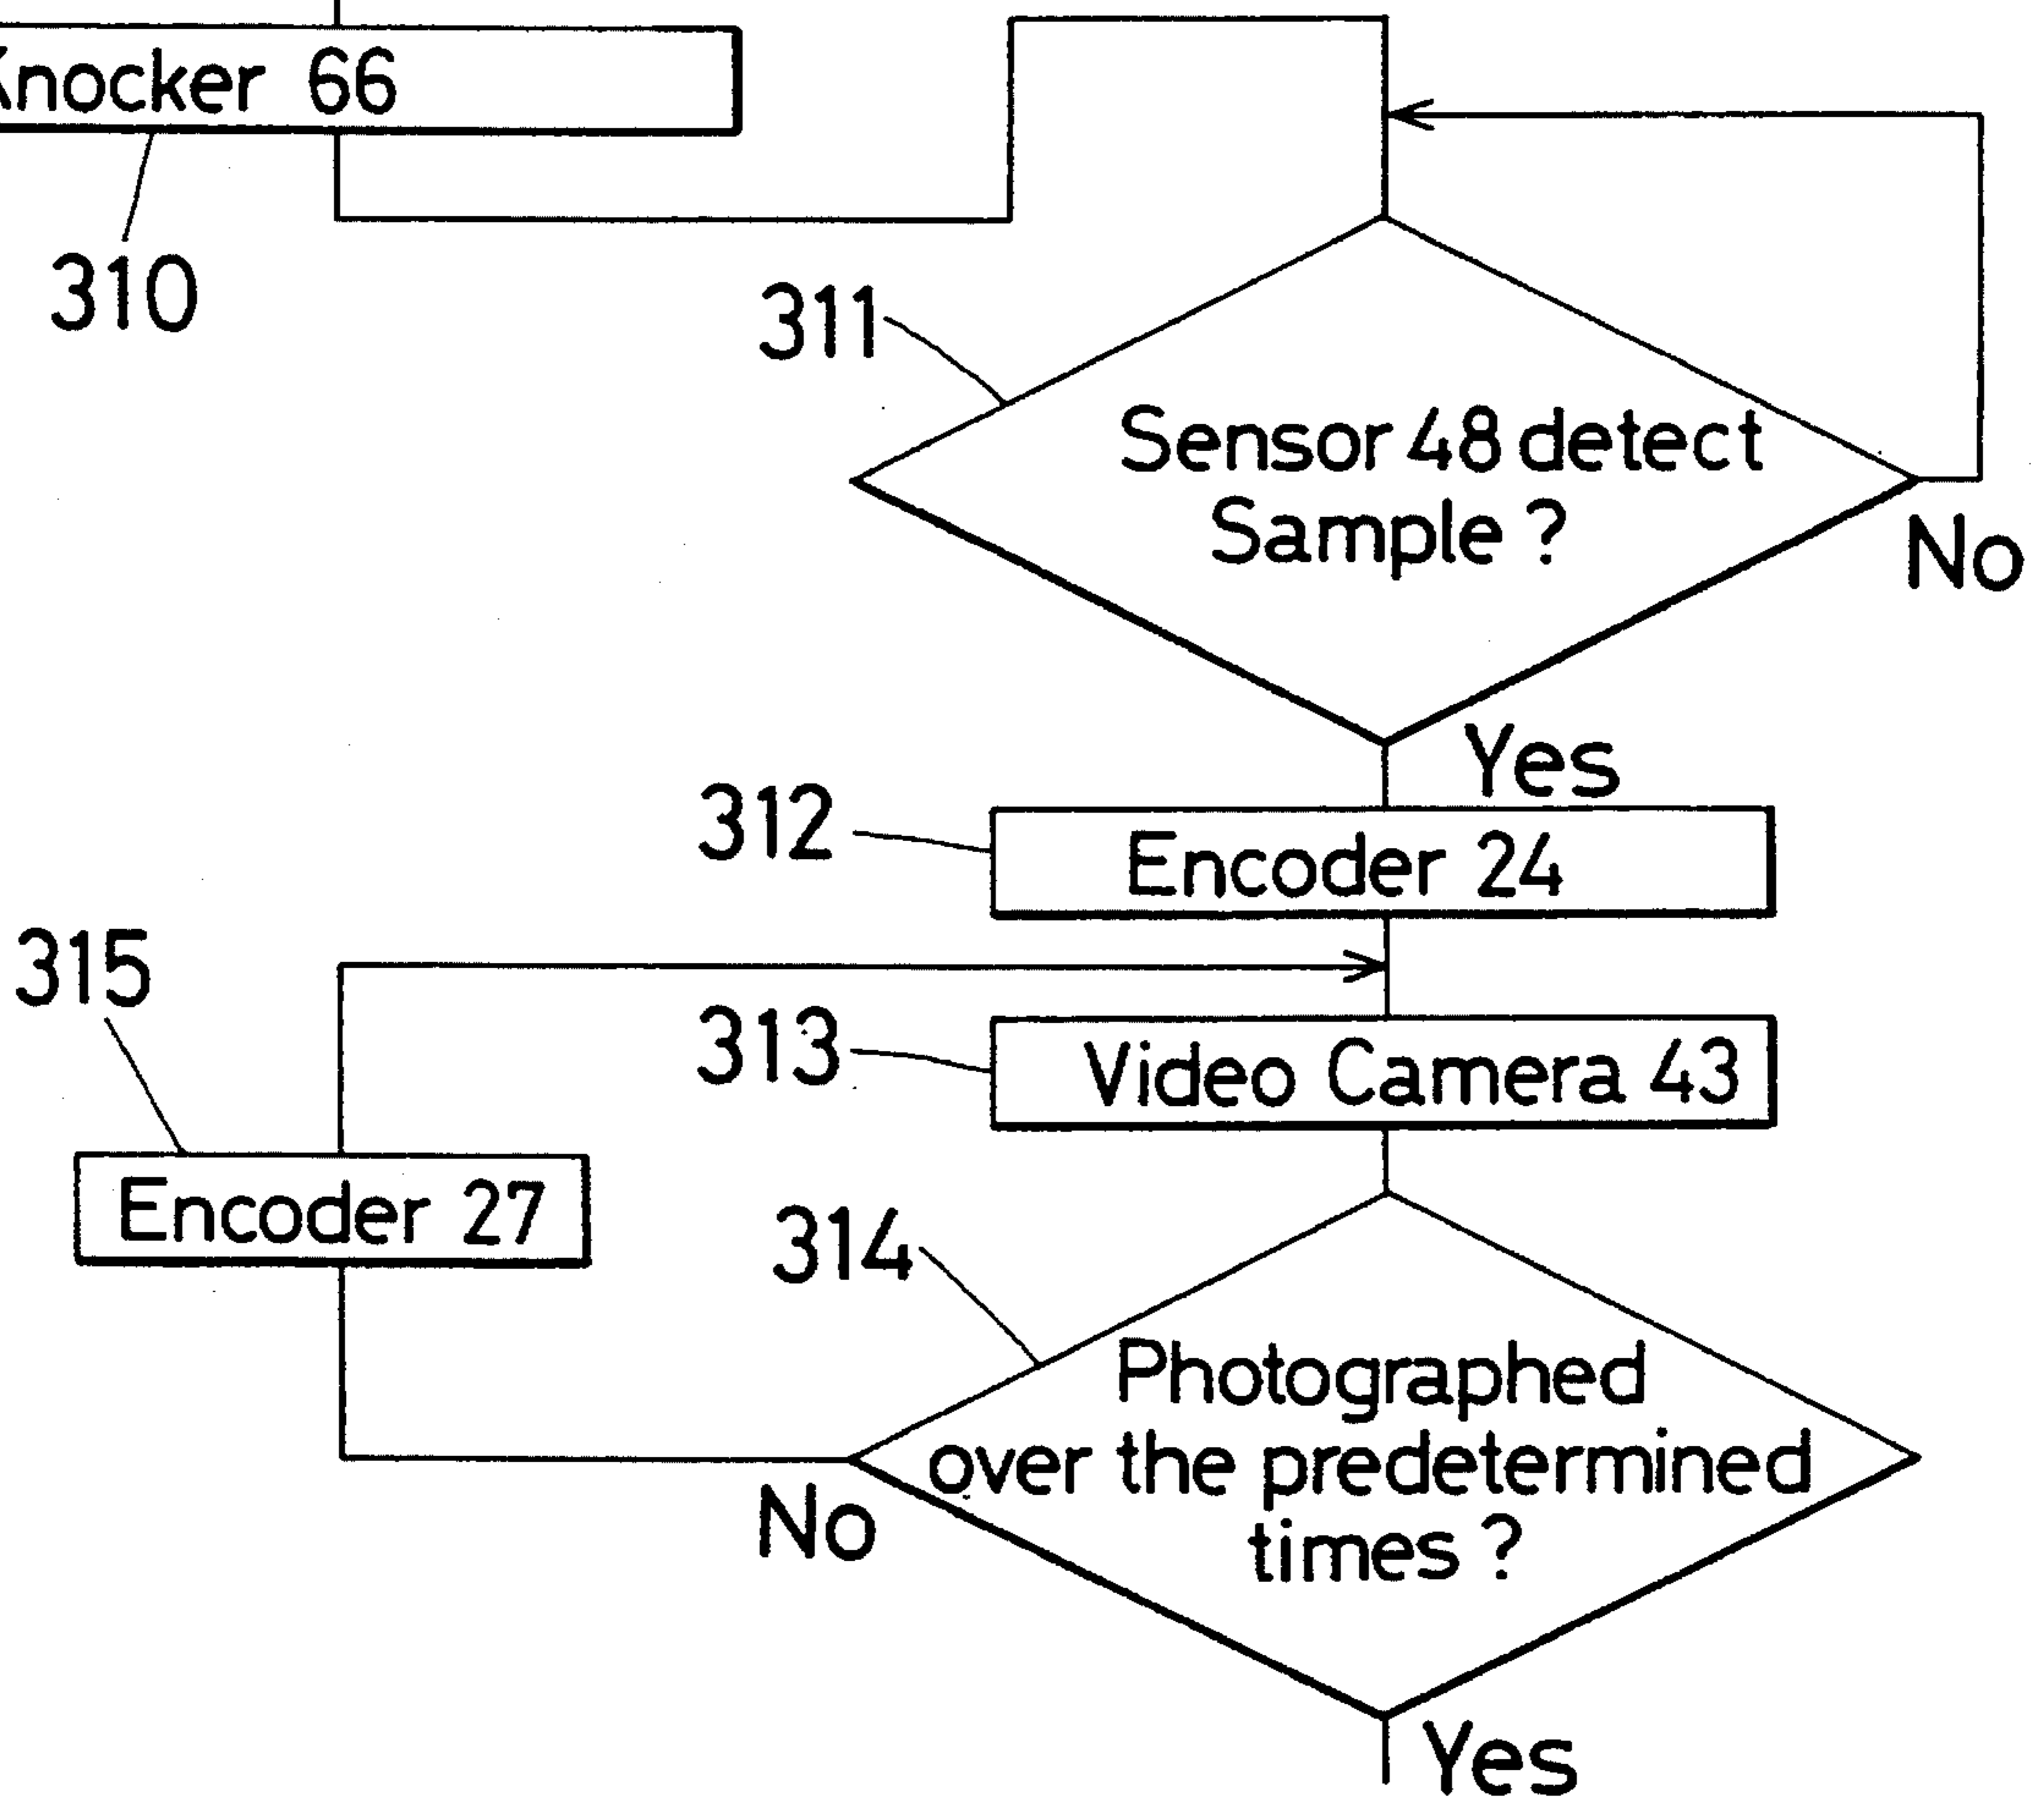 Knocker 66
310
311
Sensor 48 detect
Sample ?
No
Yes
312
Encoder 24
315
313
Video Camera 43
Encoder 27
314
Photographed
over the predetermined
times ?
No
Yes